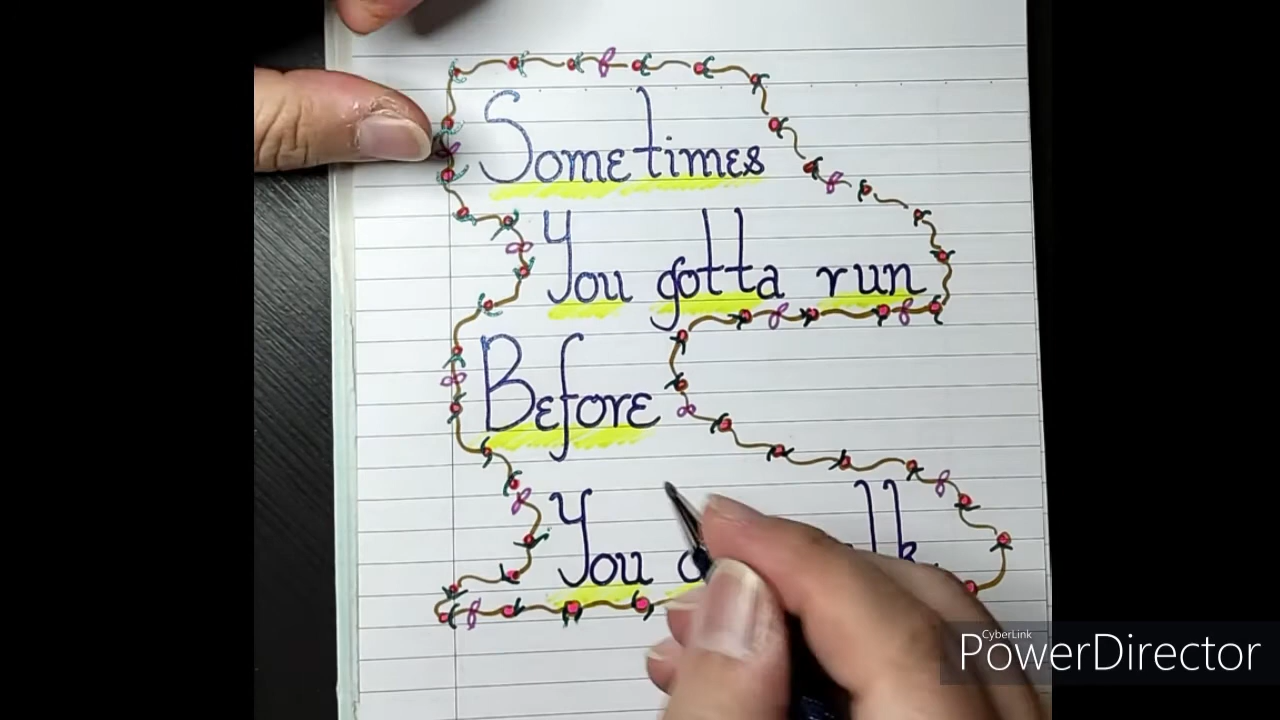 Sometimes
You gotta run
Before
You
CyberLink
PowerDirector